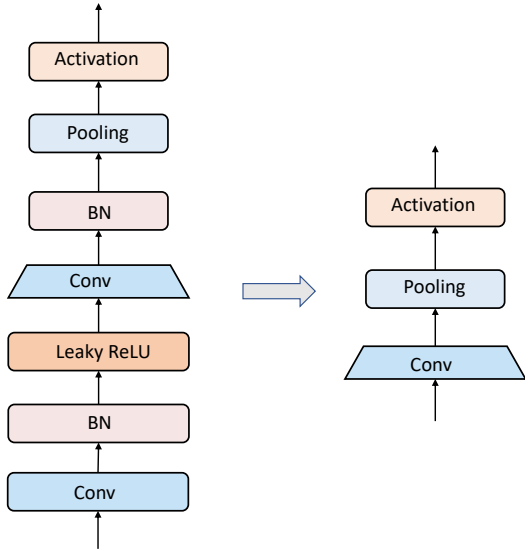 Activation
Pooling
BN
Conv
Leaky ReLU
BN
Conv
Activation
Pooling
Conv